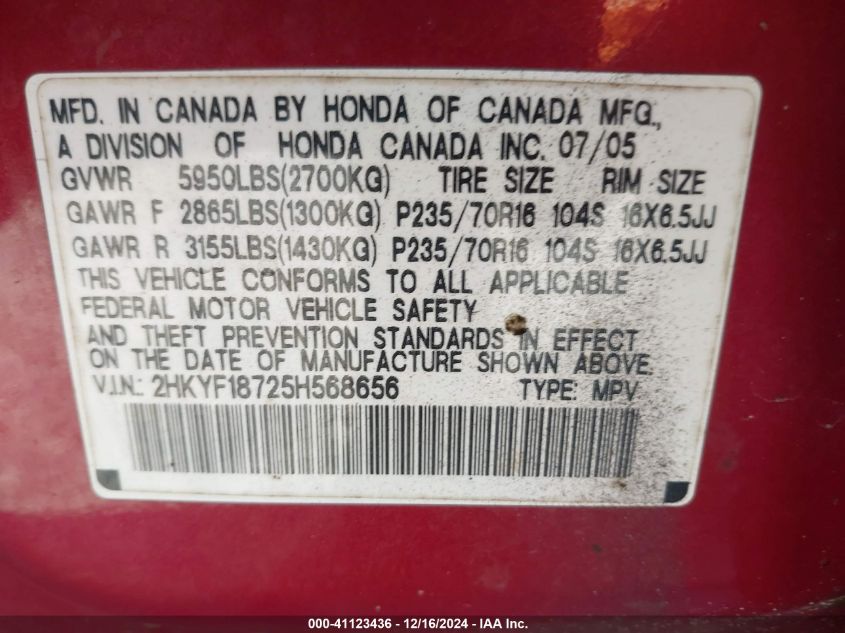 MFD. IN CANADA BY HONDA OF CANADA MFG.,
A DIVISION OF HONDA CANADA INC. 07/05
GVWR 5950LBS(2700KG) TIRE SIZE RIM SIZE
GAWR F 2865LBS(1300KG) P235/70R16 104S 16X6.5JJ
GAWR R 3155LBS(1430KG) P235/70R16 104S 16X6.5JJ
THIS VEHICLE CONFORMS TO ALL APPLICABLE
FEDERAL MOTOR VEHICLE SAFETY
AND THEFT PREVENTION STANDARDS IN EFFECT
ON THE DATE OF MANUFACTURE SHOWN ABOVE.
V.I.N.: 2HKYF18725H568656 TYPE: MPV
000-41123436 - 12/16/2024 - IAA Inc.